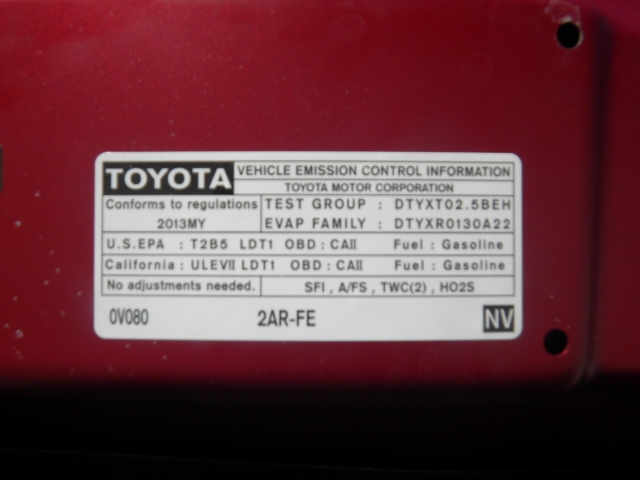 TOYOTA VEHICLE EMISSION CONTROL INFORMATION
TOYOTA MOTOR CORPORATION
Conforms to regulations TEST GROUP : DTYXT02.5BEH
2013MY EVAP FAMILY : DTYXR0130A22
U.S.EPA : T2B5 LDT1 OBD : CAII Fuel : Gasoline
California : ULEVII LDT1 OBD : CAII Fuel : Gasoline
No adjustments needed. SFI , A/FS , TWC(2) , HO2S
0V080 2AR-FE NV